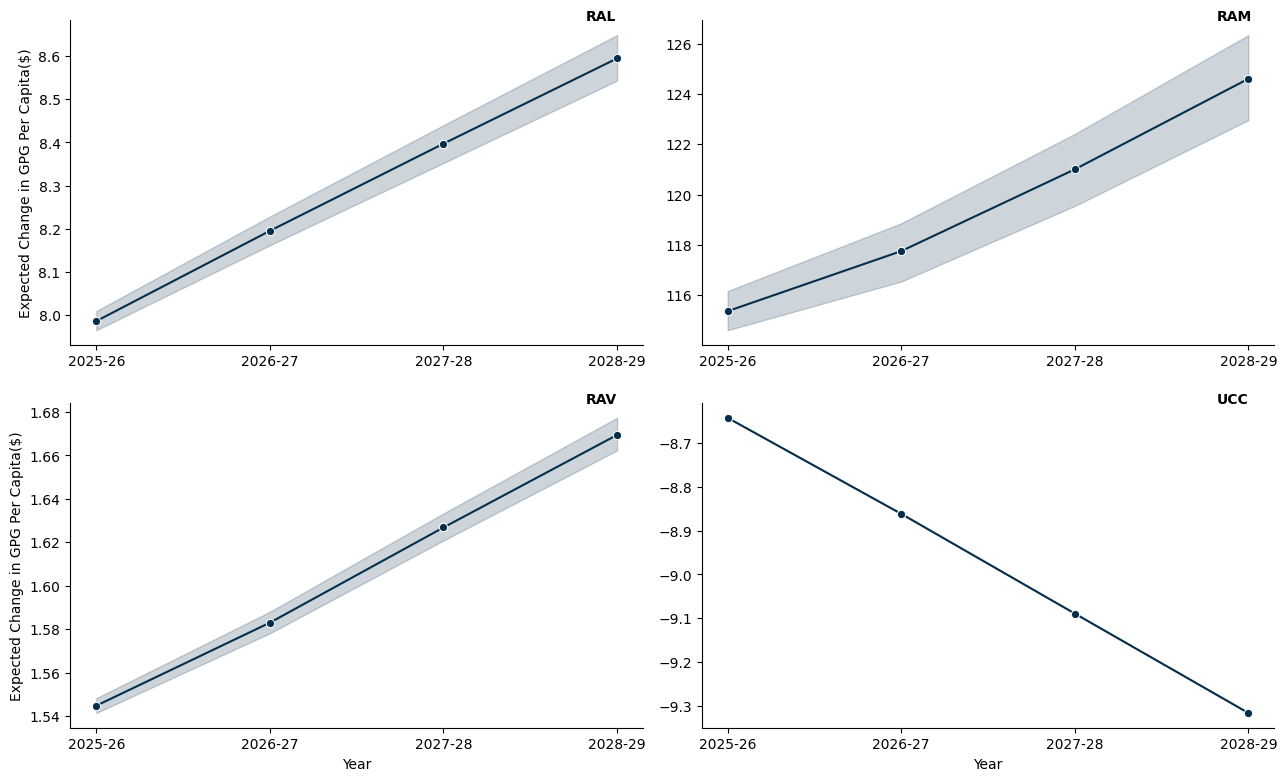 RAL
Expected Change in GPG Per Capita($)
8.6
8.5
8.4
8.3
8.2
8.1
8.0
2025-26 2026-27 2027-28 2028-29
RAM
126
124
122
120
118
116
2025-26 2026-27 2027-28 2028-29
RAV
Expected Change in GPG Per Capita($)
1.68
1.66
1.64
1.62
1.60
1.58
1.56
1.54
2025-26 2026-27 2027-28 2028-29
Year
UCC
−8.7
−8.8
−8.9
−9.0
−9.1
−9.2
−9.3
2025-26 2026-27 2027-28 2028-29
Year